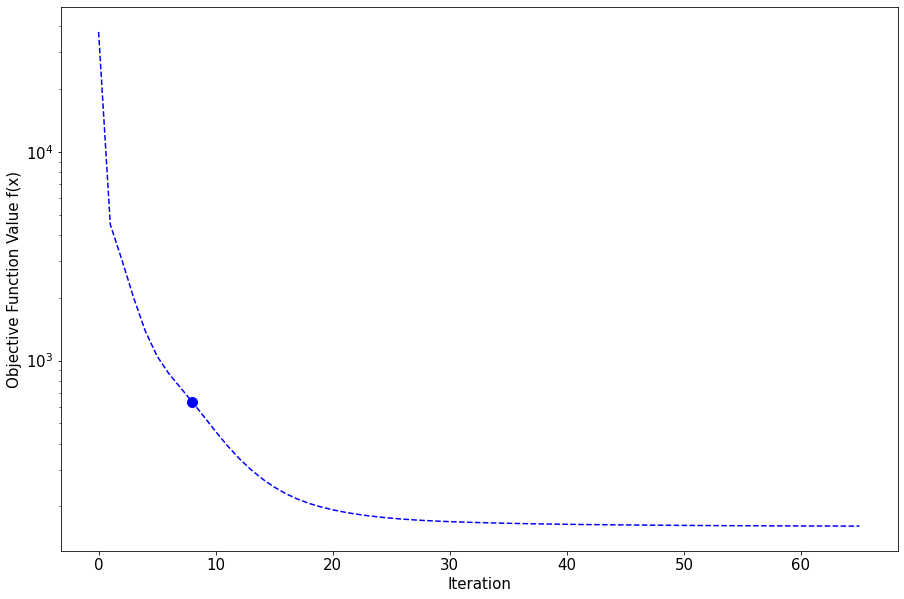 Objective Function Value f(x)
10⁴
10³
0 10 20 30 40 50 60
Iteration